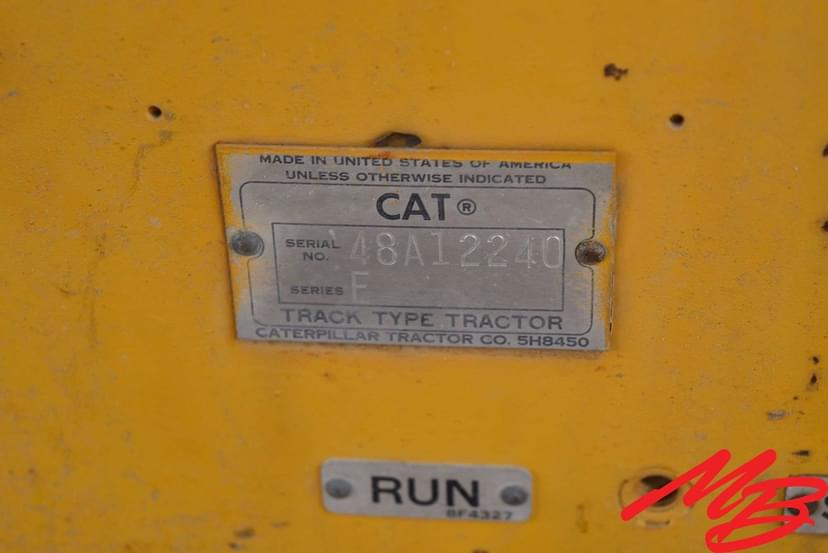 MADE IN UNITED STATES OF AMERICA
UNLESS OTHERWISE INDICATED
CAT®
SERIAL NO. 48A12240
SERIES E
TRACK TYPE TRACTOR
CATERPILLAR TRACTOR CO. 5H8450
RUN
8F4327
MB
S